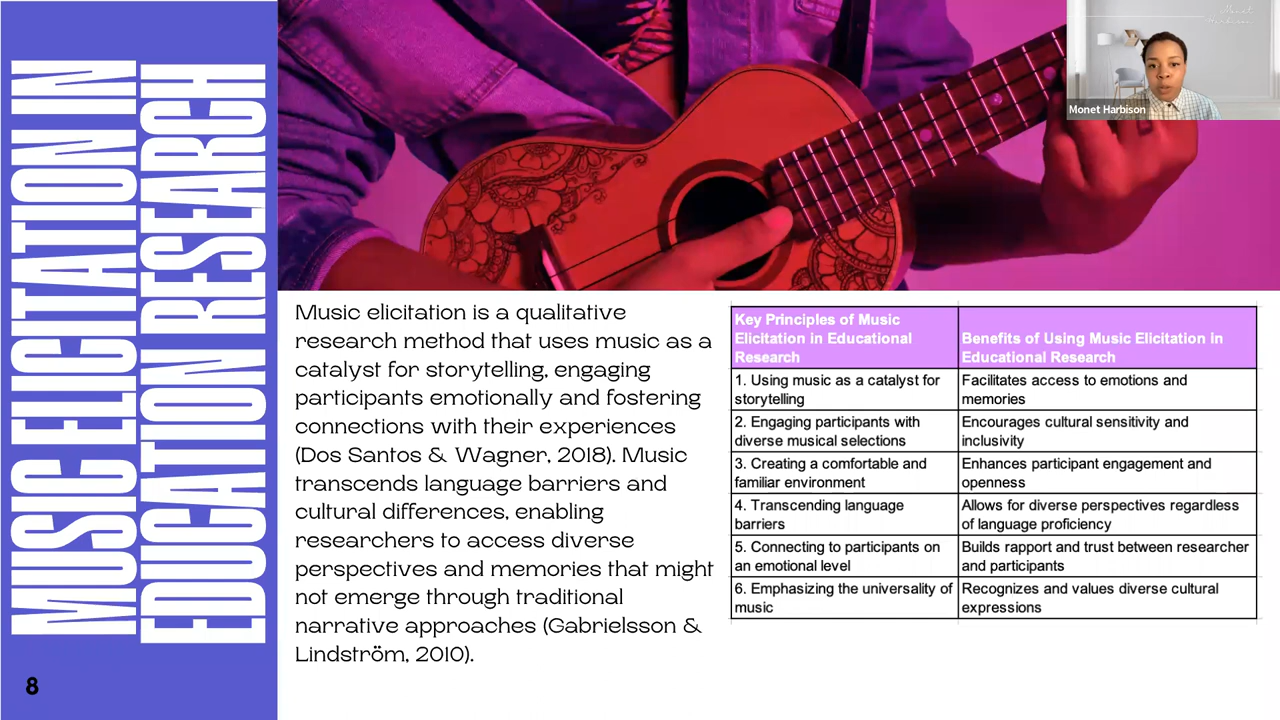 MUSIC ELICITATION IN
EDUCATION RESEARCH
Monet
Harbison
Monet Harbison
Music elicitation is a qualitative
research method that uses music as a
catalyst for storytelling, engaging
participants emotionally and fostering
connections with their experiences
(Dos Santos & Wagner, 2018). Music
transcends language barriers and
cultural differences, enabling
researchers to access diverse
perspectives and memories that might
not emerge through traditional
narrative approaches (Gabrielsson &
Lindström, 2010).
Key Principles of Music
Elicitation in Educational
Research
Benefits of Using Music Elicitation in
Educational Research
1. Using music as a catalyst for
storytelling
Facilitates access to emotions and
memories
2. Engaging participants with
diverse musical selections
Encourages cultural sensitivity and
inclusivity
3. Creating a comfortable and
familiar environment
Enhances participant engagement and
openness
4. Transcending language
barriers
Allows for diverse perspectives regardless
of language proficiency
5. Connecting to participants on
an emotional level
Builds rapport and trust between researcher
and participants
6. Emphasizing the universality of
music
Recognizes and values diverse cultural
expressions
8